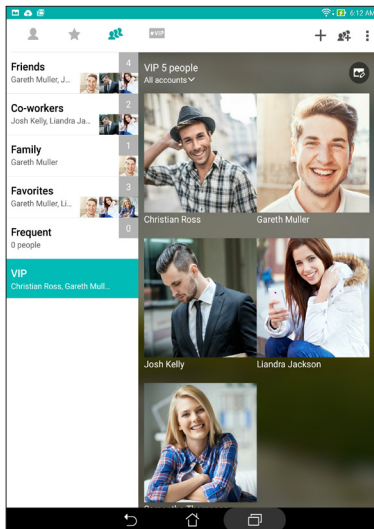 6:12 AM
VIP
Friends
4
Gareth Muller, J...
Co-workers
2
Josh Kelly, Liandra Ja...
Family
1
Gareth Muller
Favorites
3
Gareth Muller, Li...
Frequent
0
0 people
VIP
Christian Ross, Gareth Mull...
VIP 5 people
All accounts
Christian Ross
Gareth Muller
Josh Kelly
Liandra Jackson